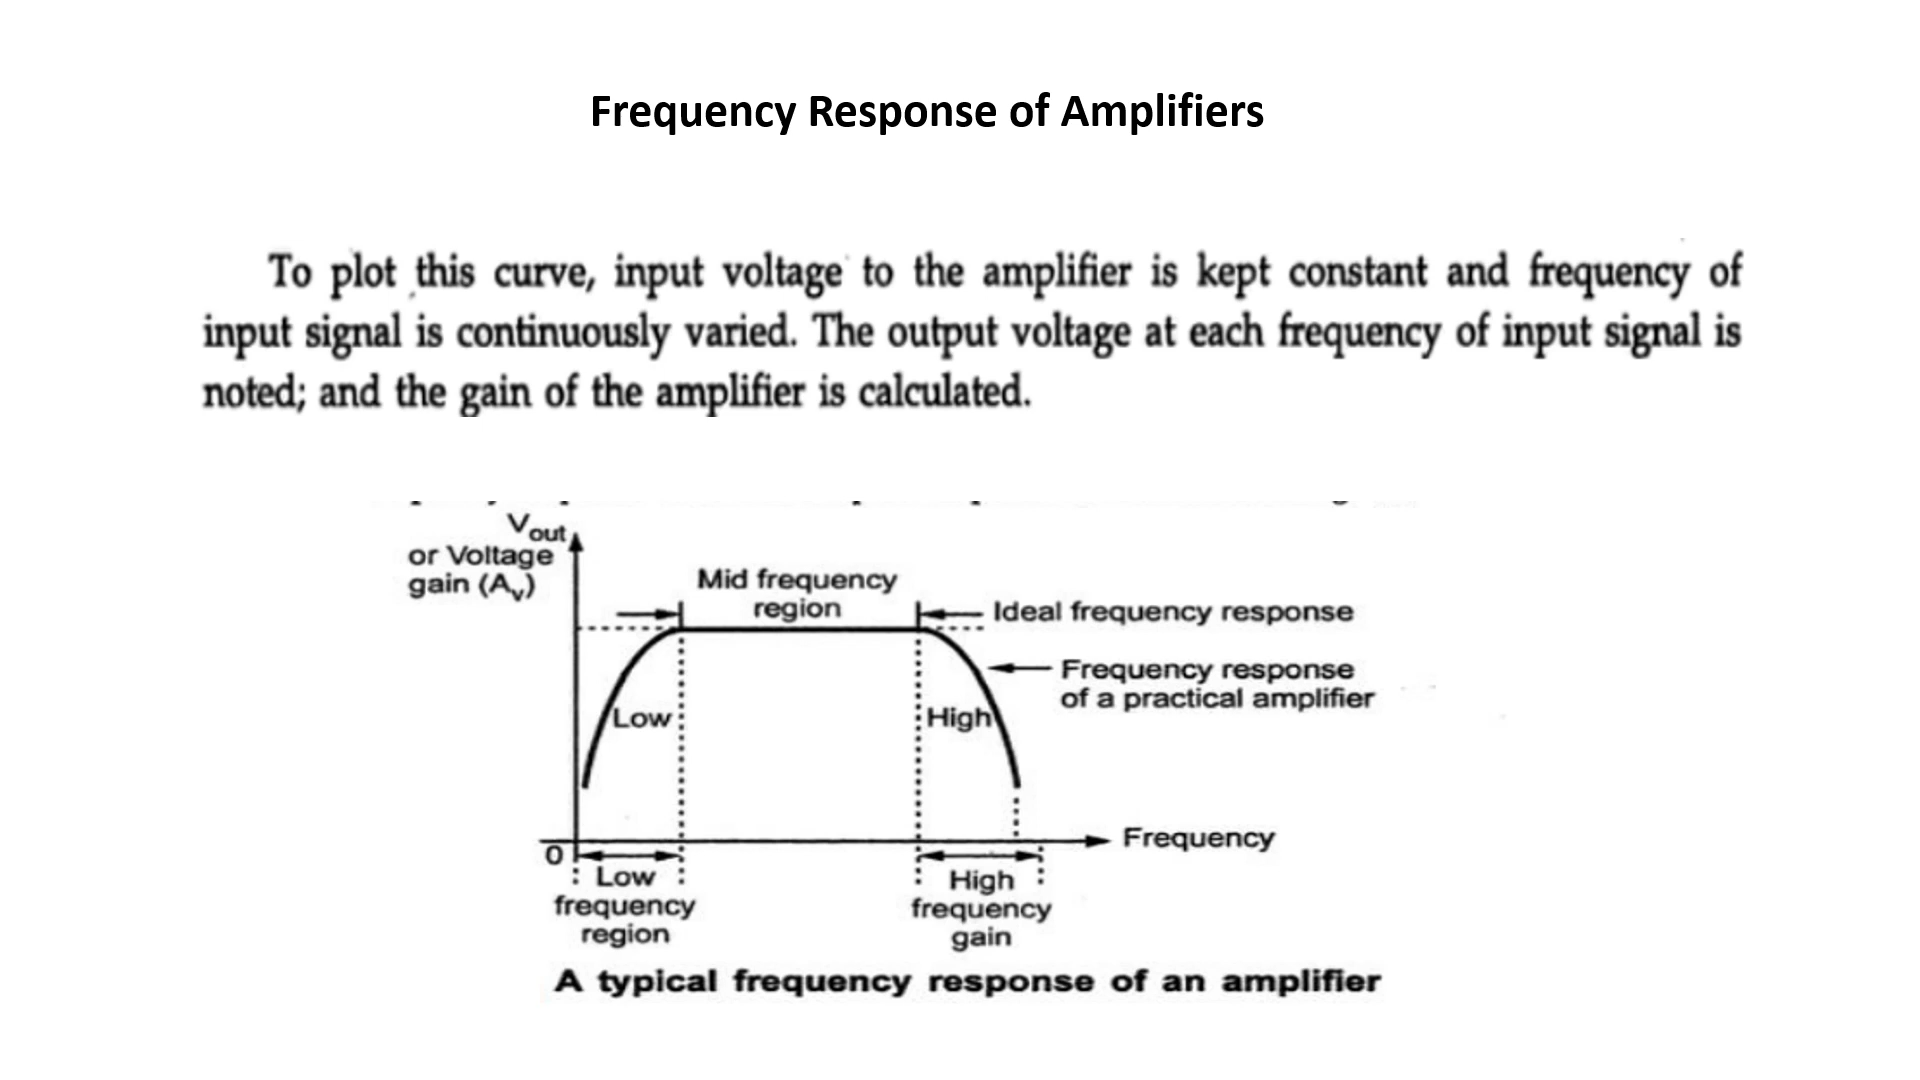 Frequency Response of Amplifiers
To plot this curve, input voltage to the amplifier is kept constant and frequency of
input signal is continuously varied. The output voltage at each frequency of input signal is
noted; and the gain of the amplifier is calculated.
Vout
or Voltage
gain (Av)
Mid frequency
region
Ideal frequency response
Frequency response
of a practical amplifier
Low
High
Frequency
0
Low
frequency
region
High
frequency
gain
A typical frequency response of an amplifier